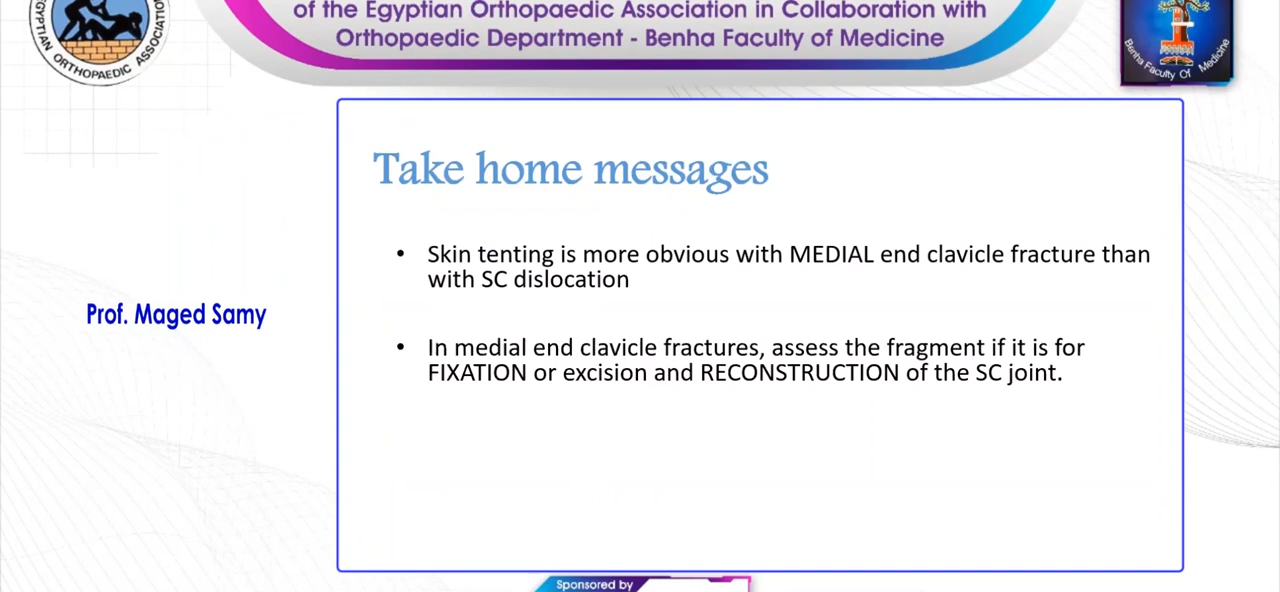 of the Egyptian Orthopaedic Association in Collaboration with
Orthopaedic Department - Benha Faculty of Medicine
EGYPTIAN ORTHOPAEDIC ASSOCIATION
Benha Faculty Of Medicine
Take home messages
• Skin tenting is more obvious with MEDIAL end clavicle fracture than
with SC dislocation
Prof. Maged Samy
• In medial end clavicle fractures, assess the fragment if it is for
FIXATION or excision and RECONSTRUCTION of the SC joint.
Sponsored by